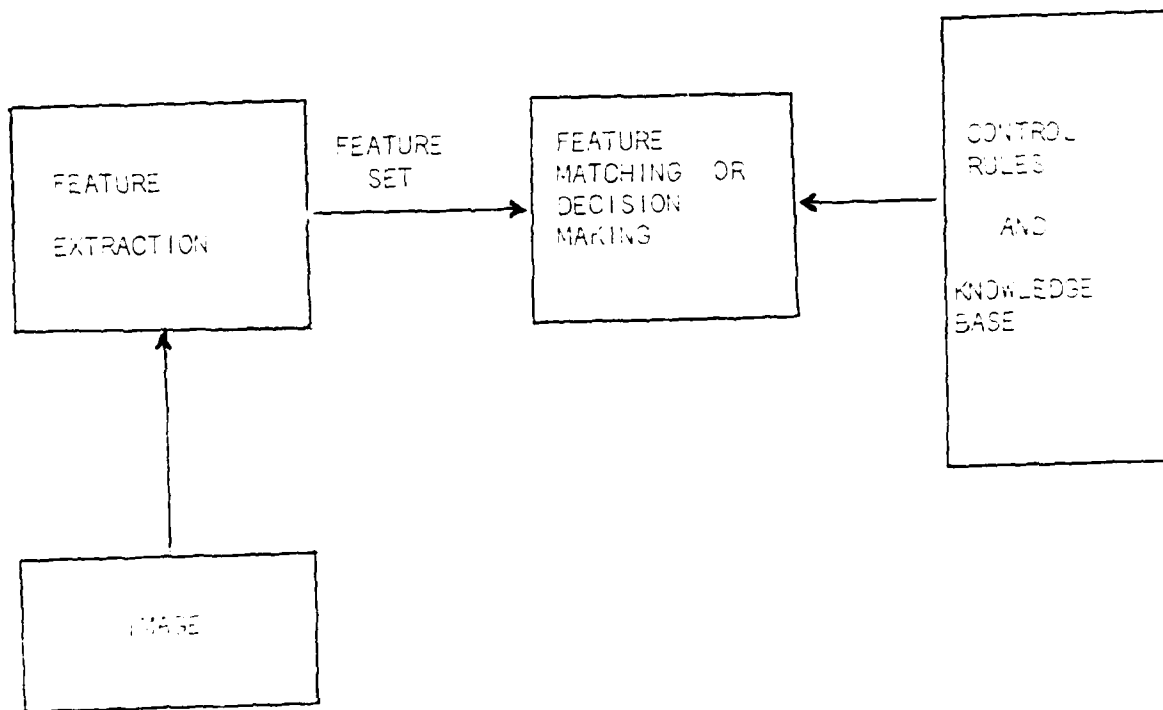 FEATURE
EXTRACTION
FEATURE
SET
FEATURE
MATCHING OR
DECISION
MAKING
CONTROL
RULES
AND
KNOWLEDGE
BASE
IMAGE